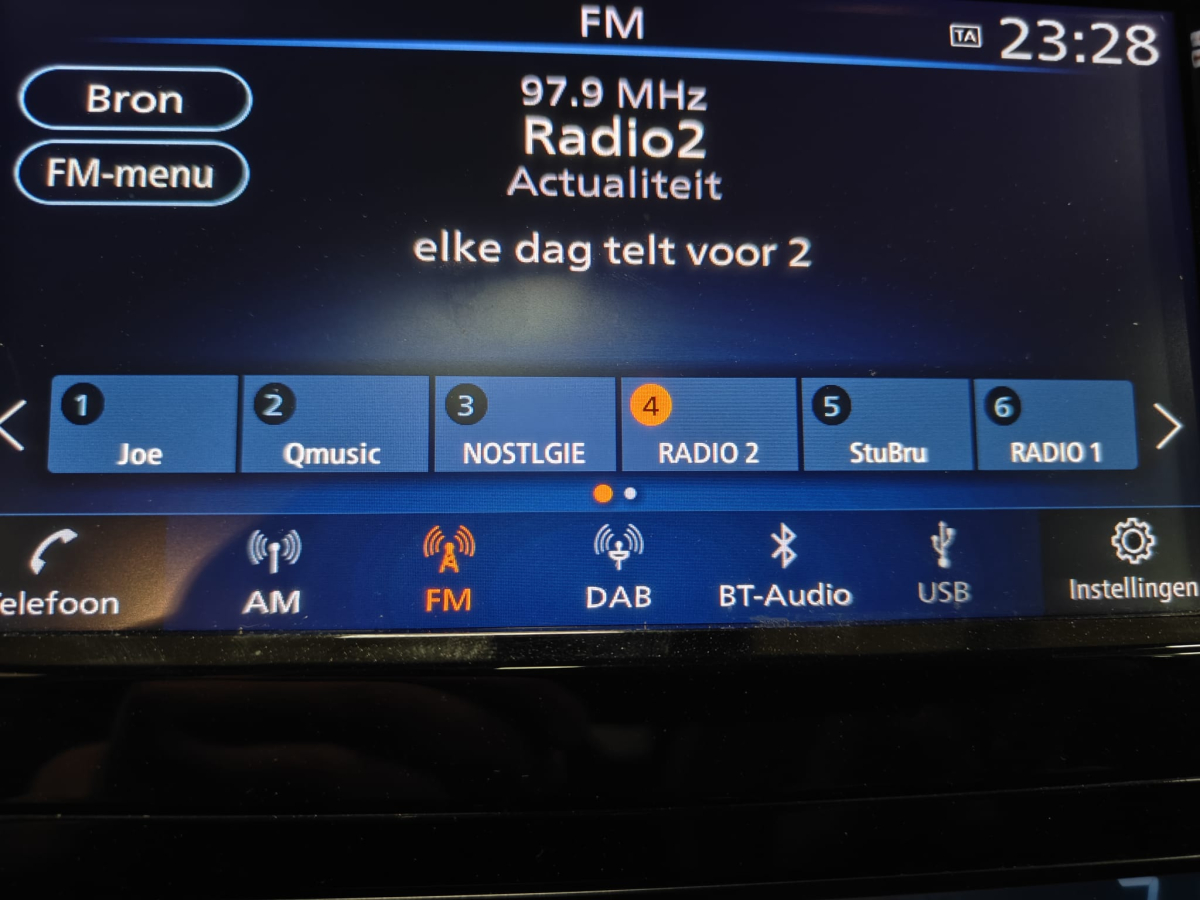 FM
TA 23:28
Bron
97.9 MHz
Radio2
FM-menu
Actualiteit
elke dag telt voor 2
1 2 3 4 5 6
Joe Qmusic NOSTLGIE RADIO 2 StuBru RADIO 1
elefoon AM FM DAB BT-Audio USB Instellingen